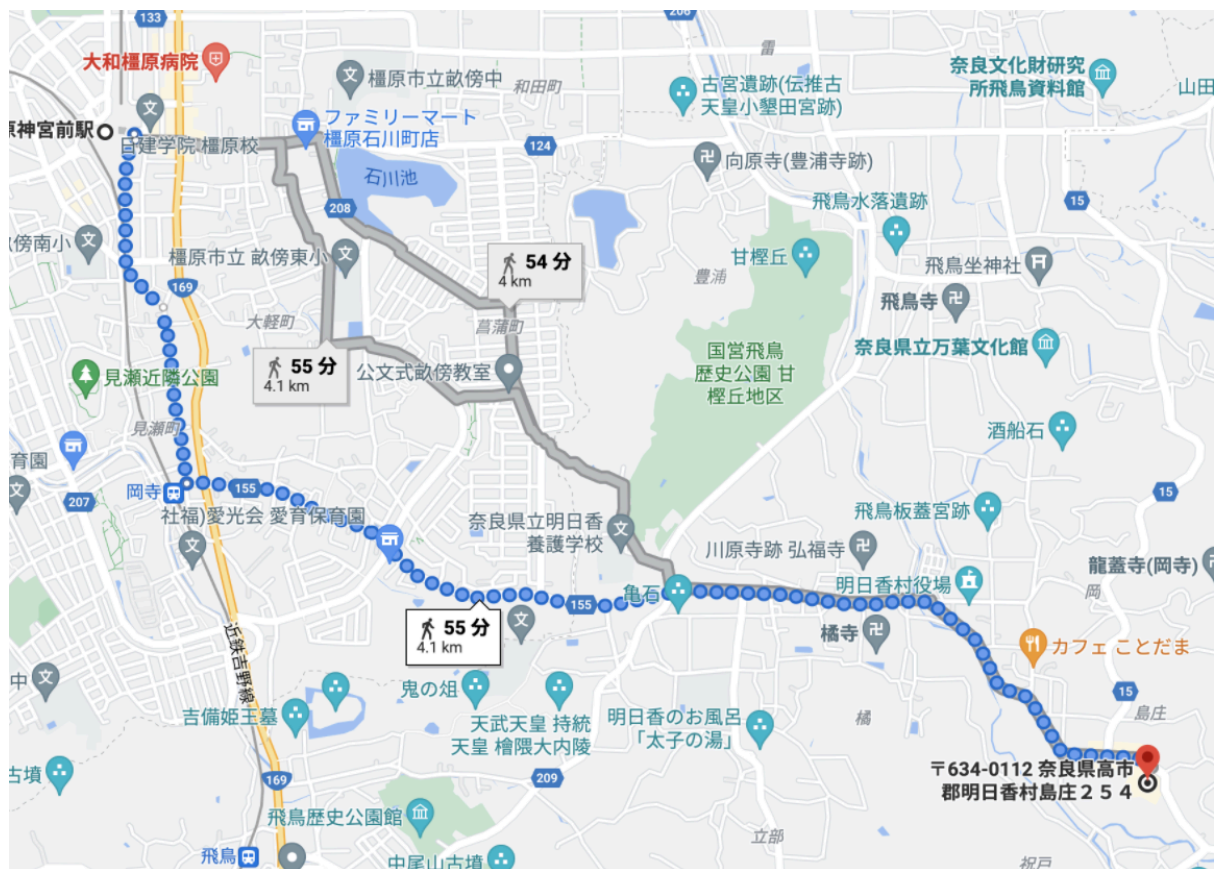 133
206
雷
大和橿原病院
橿原市立畝傍中
和田町
古宮遺跡(伝推古
天皇小墾田宮跡)
奈良文化財研究
所飛鳥資料館
山田
原神宮前駅
日建学院 橿原校
ファミリーマート
橿原石川町店
124
石川池
向原寺(豊浦寺跡)
15
208
飛鳥水落遺跡
傍南小
橿原市立 畝傍東小
54 分
4 km
甘樫丘
豊浦
飛鳥坐神社
169
飛鳥寺
大軽町
菖蒲町
奈良県立万葉文化館
55 分
4.1 km
公文式畝傍教室
国営飛鳥
歴史公園 甘
樫丘地区
見瀬近隣公園
見瀬町
酒船石
育園
207
岡寺
155
15
社福)愛光会 愛育保育園
奈良県立明日香
養護学校
飛鳥板蓋宮跡
川原寺跡 弘福寺
龍蓋寺(岡寺)
岡
亀石
明日香村役場
155
55 分
4.1 km
橘寺
近鉄吉野線
カフェ ことだま
中
鬼の俎
15
島庄
吉備姫王墓
天武天皇 持統
天皇 檜隈大内陵
明日香のお風呂
「太子の湯」
橘
古墳
169
209
〒634-0112 奈良県高市
郡明日香村島庄２５４
飛鳥歴史公園館
立部
飛鳥
中尾山古墳
祝戸